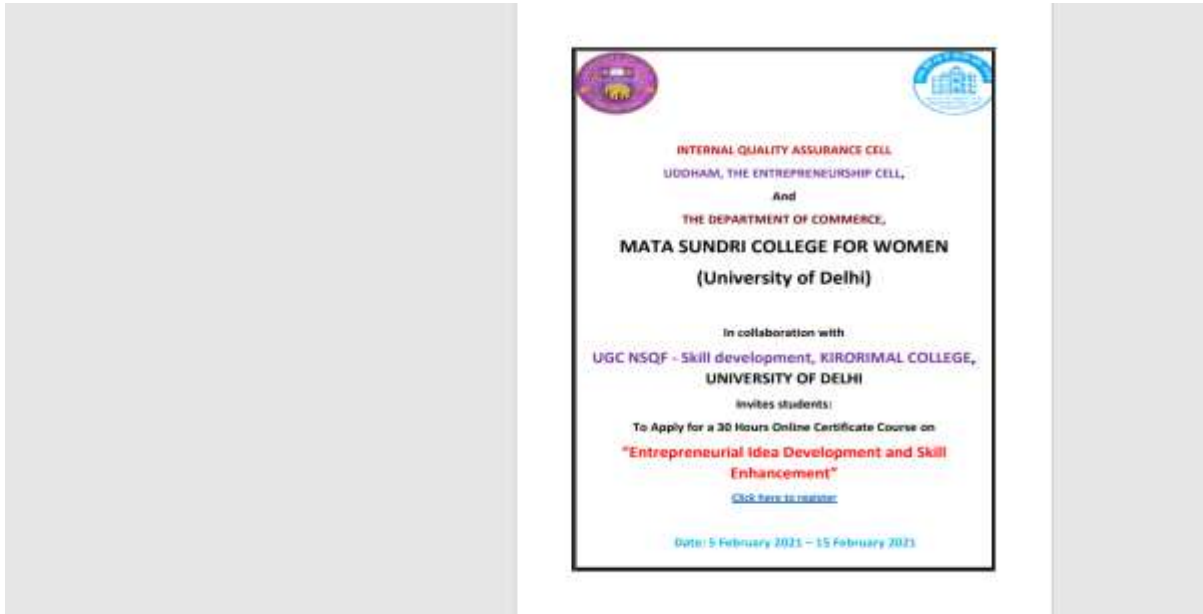 INTERNAL QUALITY ASSURANCE CELL
UDDHAM, THE ENTREPRENEURSHIP CELL,
And
THE DEPARTMENT OF COMMERCE,
MATA SUNDRI COLLEGE FOR WOMEN
(University of Delhi)
In collaboration with
UGC NSQF - Skill development, KIRORIMAL COLLEGE,
UNIVERSITY OF DELHI
Invites students:
To Apply for a 30 Hours Online Certificate Course on
"Entrepreneurial Idea Development and Skill
Enhancement"
Click here to register
Date: 5 February 2021 – 15 February 2021